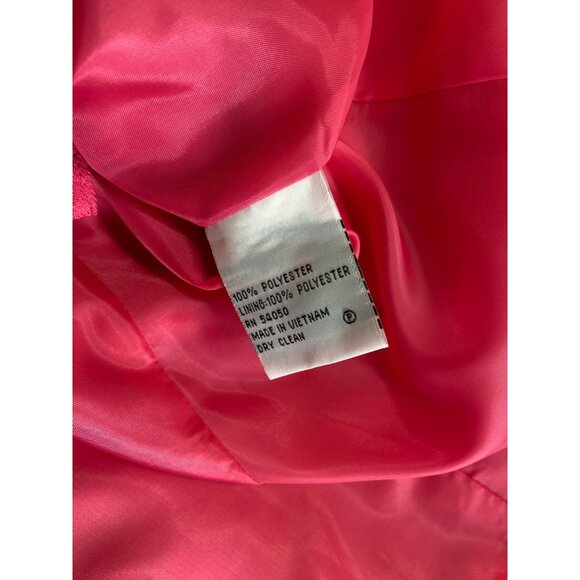 100% POLYESTER
LINING:100% POLYESTER
RN 54050
MADE IN VIETNAM
DRY CLEAN
P